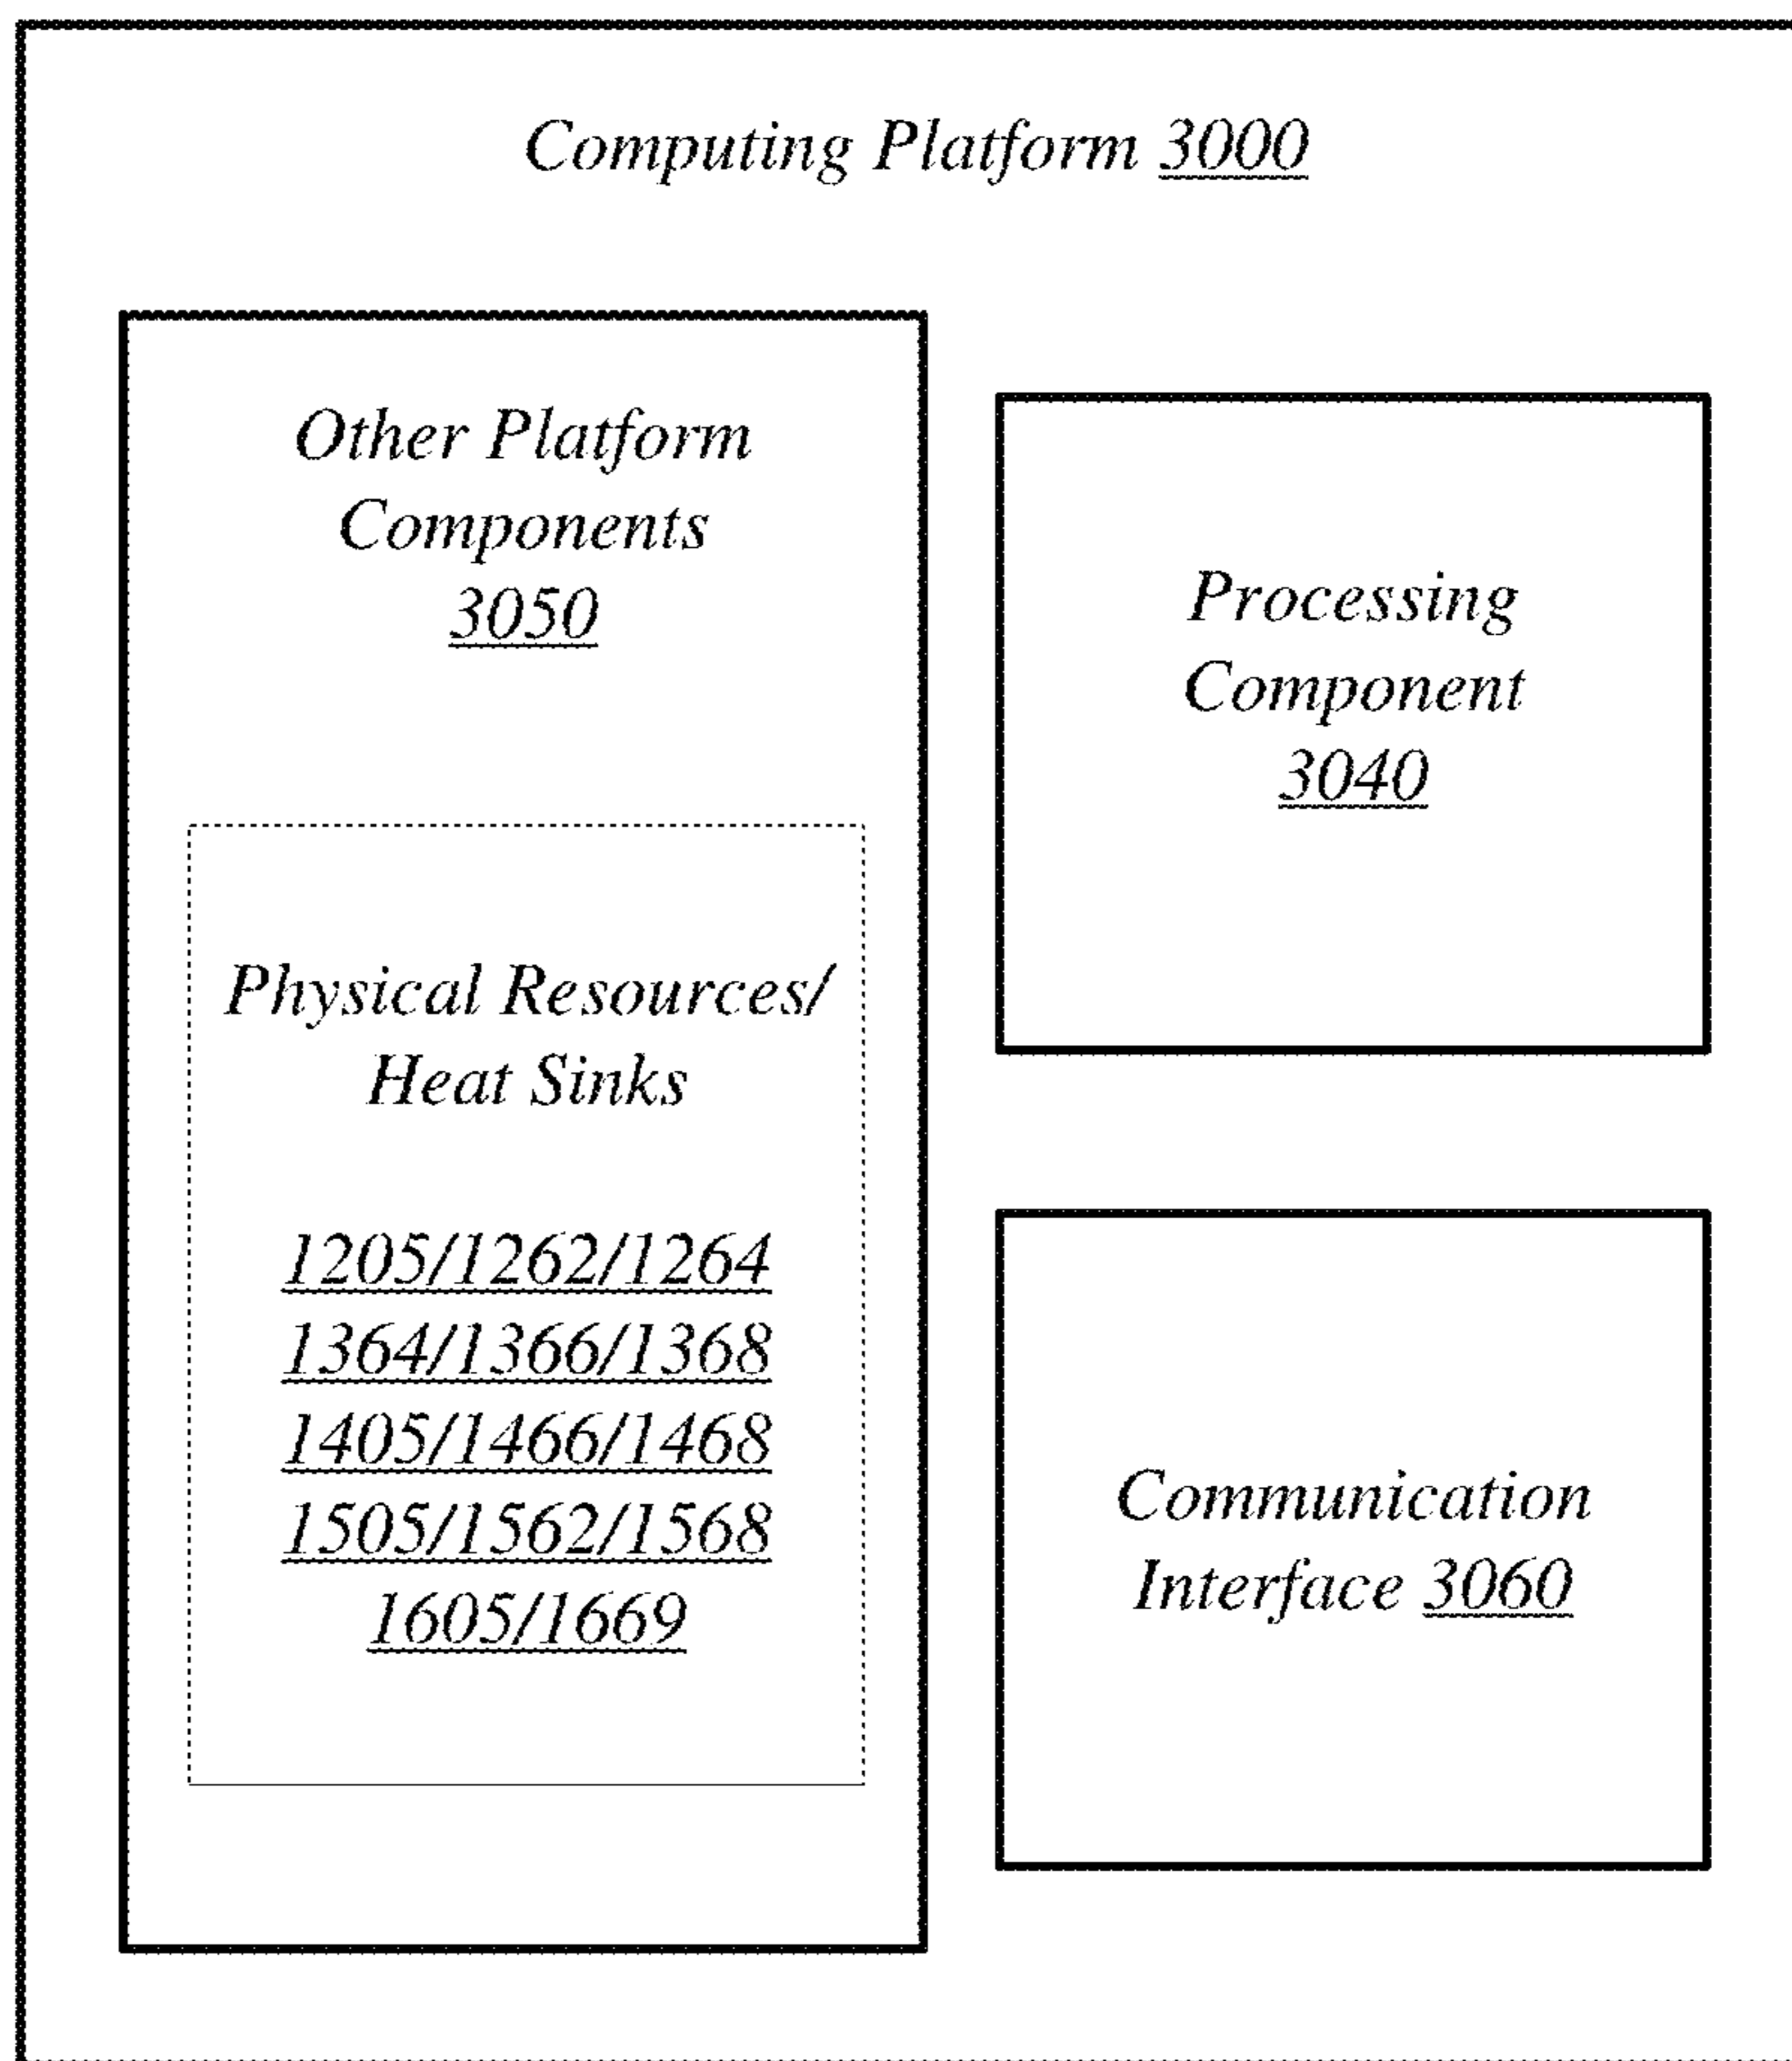 Computing Platform 3000
Other Platform
Components
3050
Physical Resources/
Heat Sinks
1205/1262/1264
1364/1366/1368
1405/1466/1468
1505/1562/1568
1605/1669
Processing
Component
3040
Communication
Interface 3060